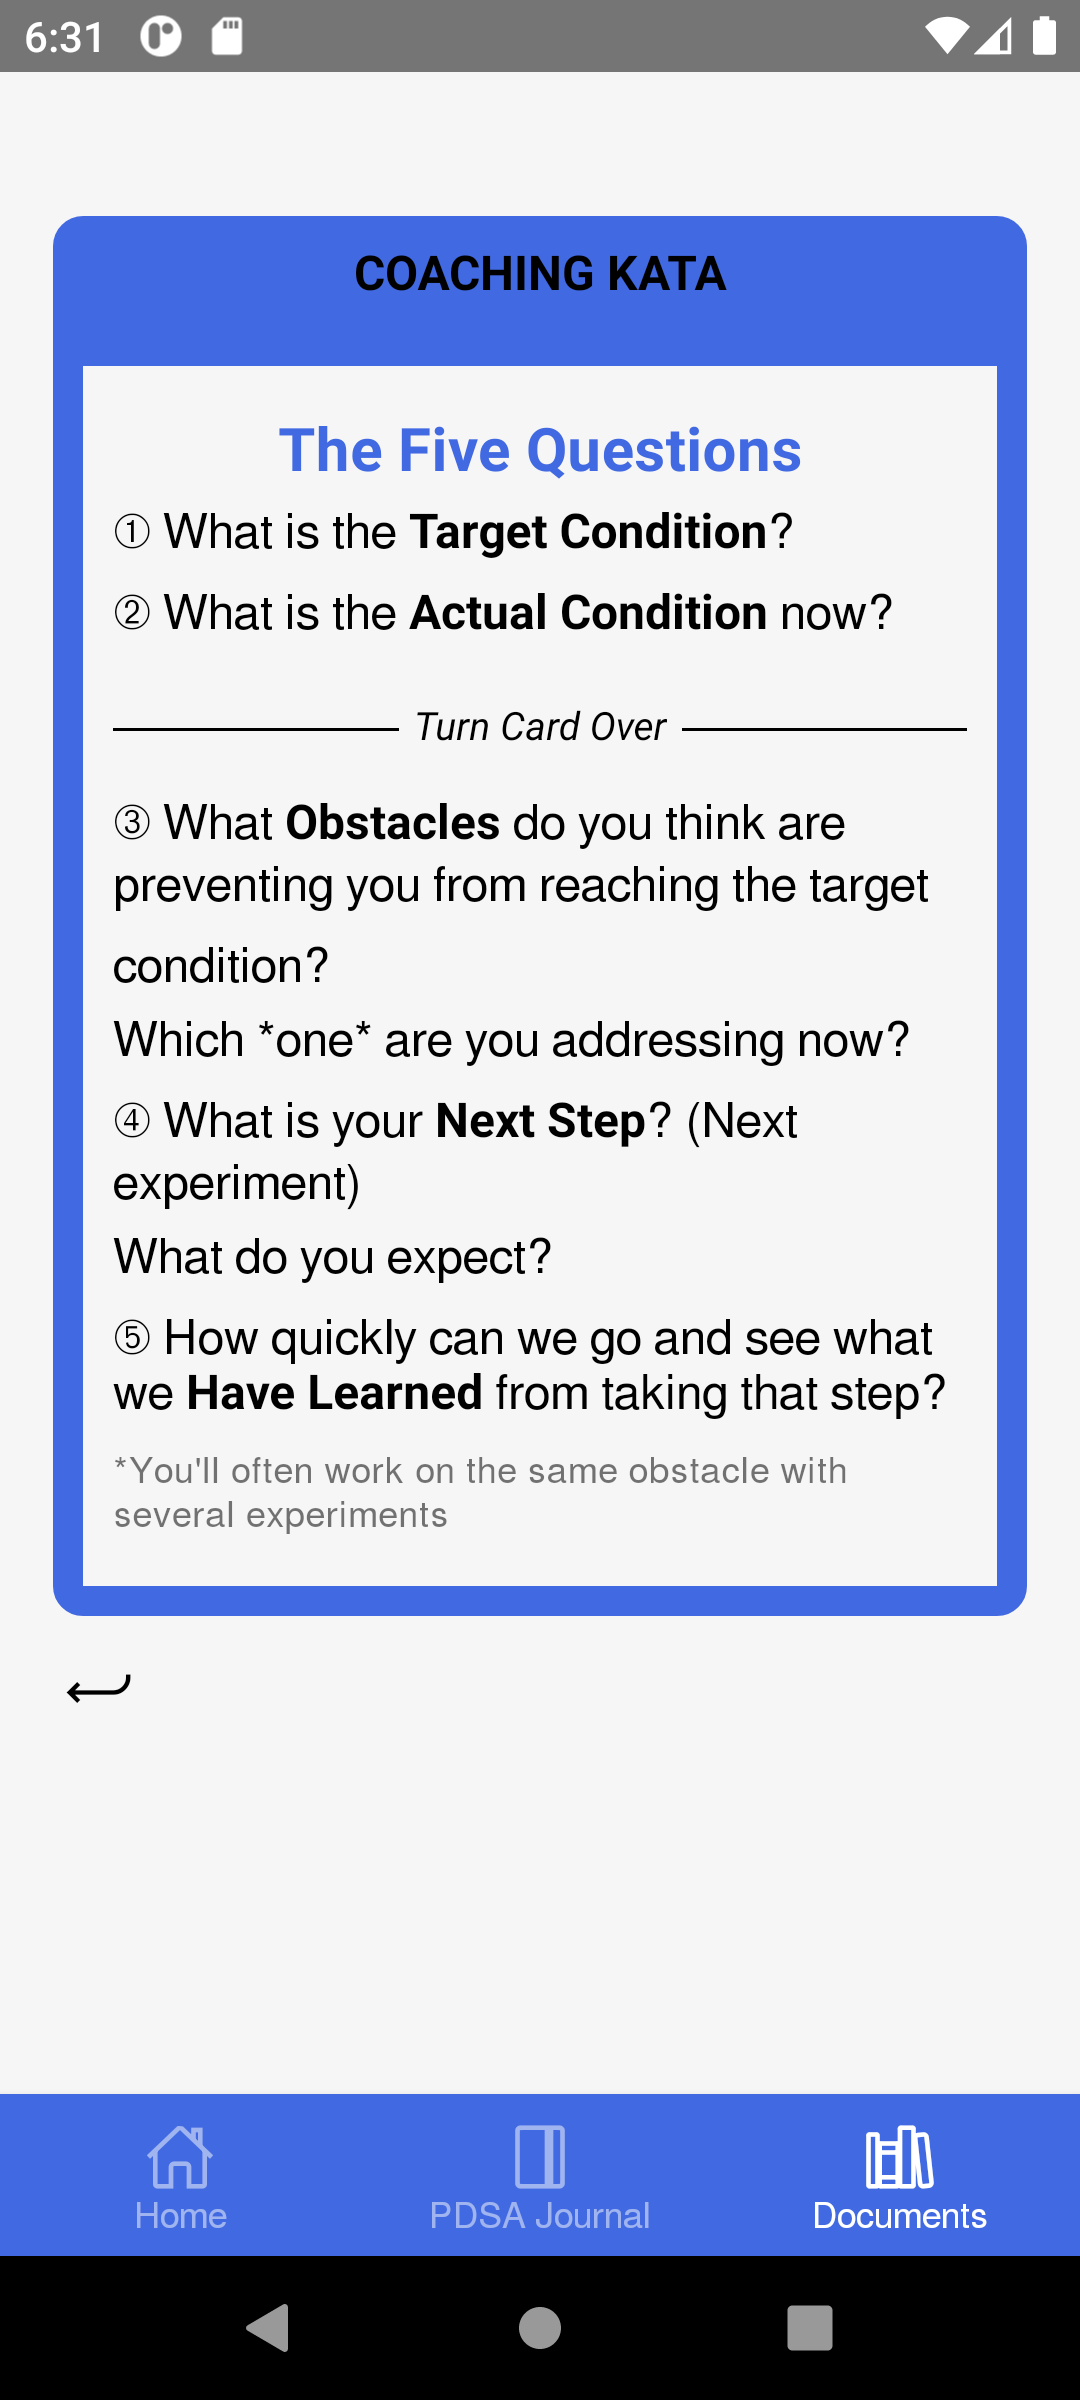 6:31
COACHING KATA
The Five Questions
① What is the Target Condition?
② What is the Actual Condition now?
Turn Card Over
③ What Obstacles do you think are
preventing you from reaching the target
condition?
Which *one* are you addressing now?
④ What is your Next Step? (Next
experiment)
What do you expect?
⑤ How quickly can we go and see what
we Have Learned from taking that step?
*You'll often work on the same obstacle with
several experiments
Home
PDSA Journal
Documents